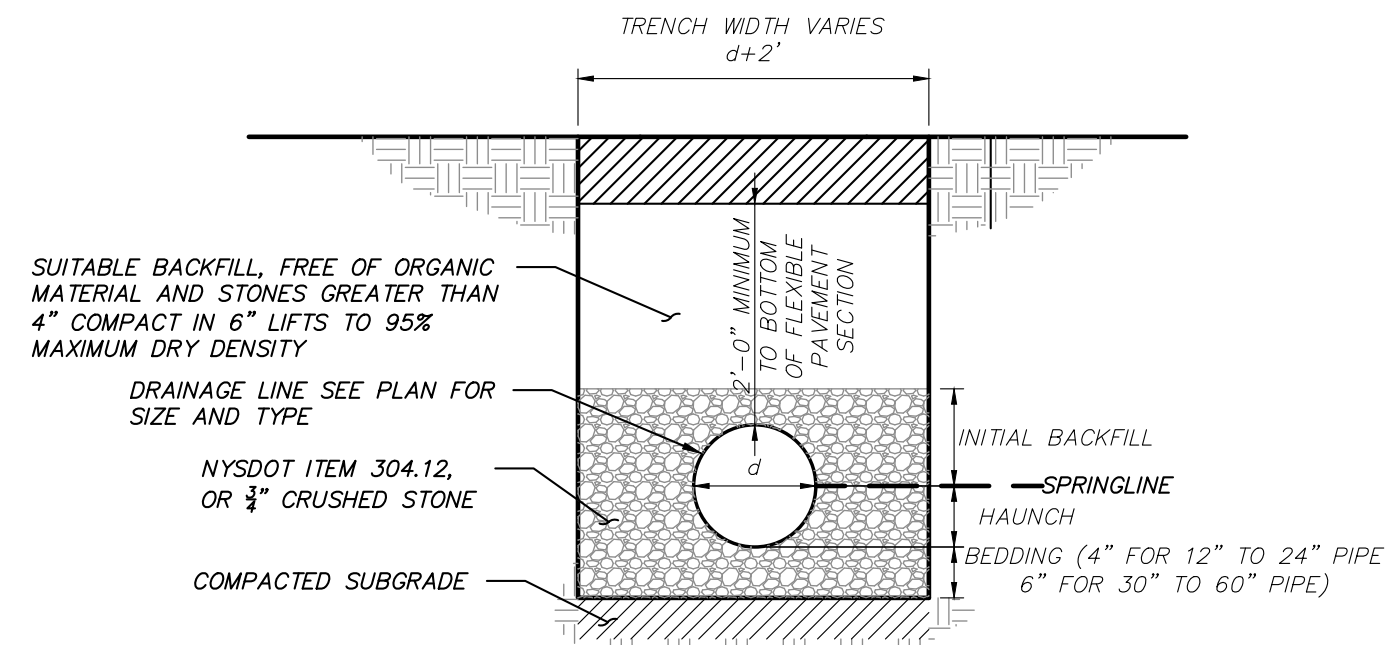 TRENCH WIDTH VARIES
d+2'
SUITABLE BACKFILL, FREE OF ORGANIC
MATERIAL AND STONES GREATER THAN
4" COMPACT IN 6" LIFTS TO 95%
MAXIMUM DRY DENSITY
2'-0" MINIMUM
TO BOTTOM
OF FLEXIBLE
PAVEMENT
SECTION
DRAINAGE LINE SEE PLAN FOR
SIZE AND TYPE
INITIAL BACKFILL
NYSDOT ITEM 304.12,
OR 3/4" CRUSHED STONE
d
SPRINGLINE
HAUNCH
BEDDING (4" FOR 12" TO 24" PIPE
6" FOR 30" TO 60" PIPE)
COMPACTED SUBGRADE